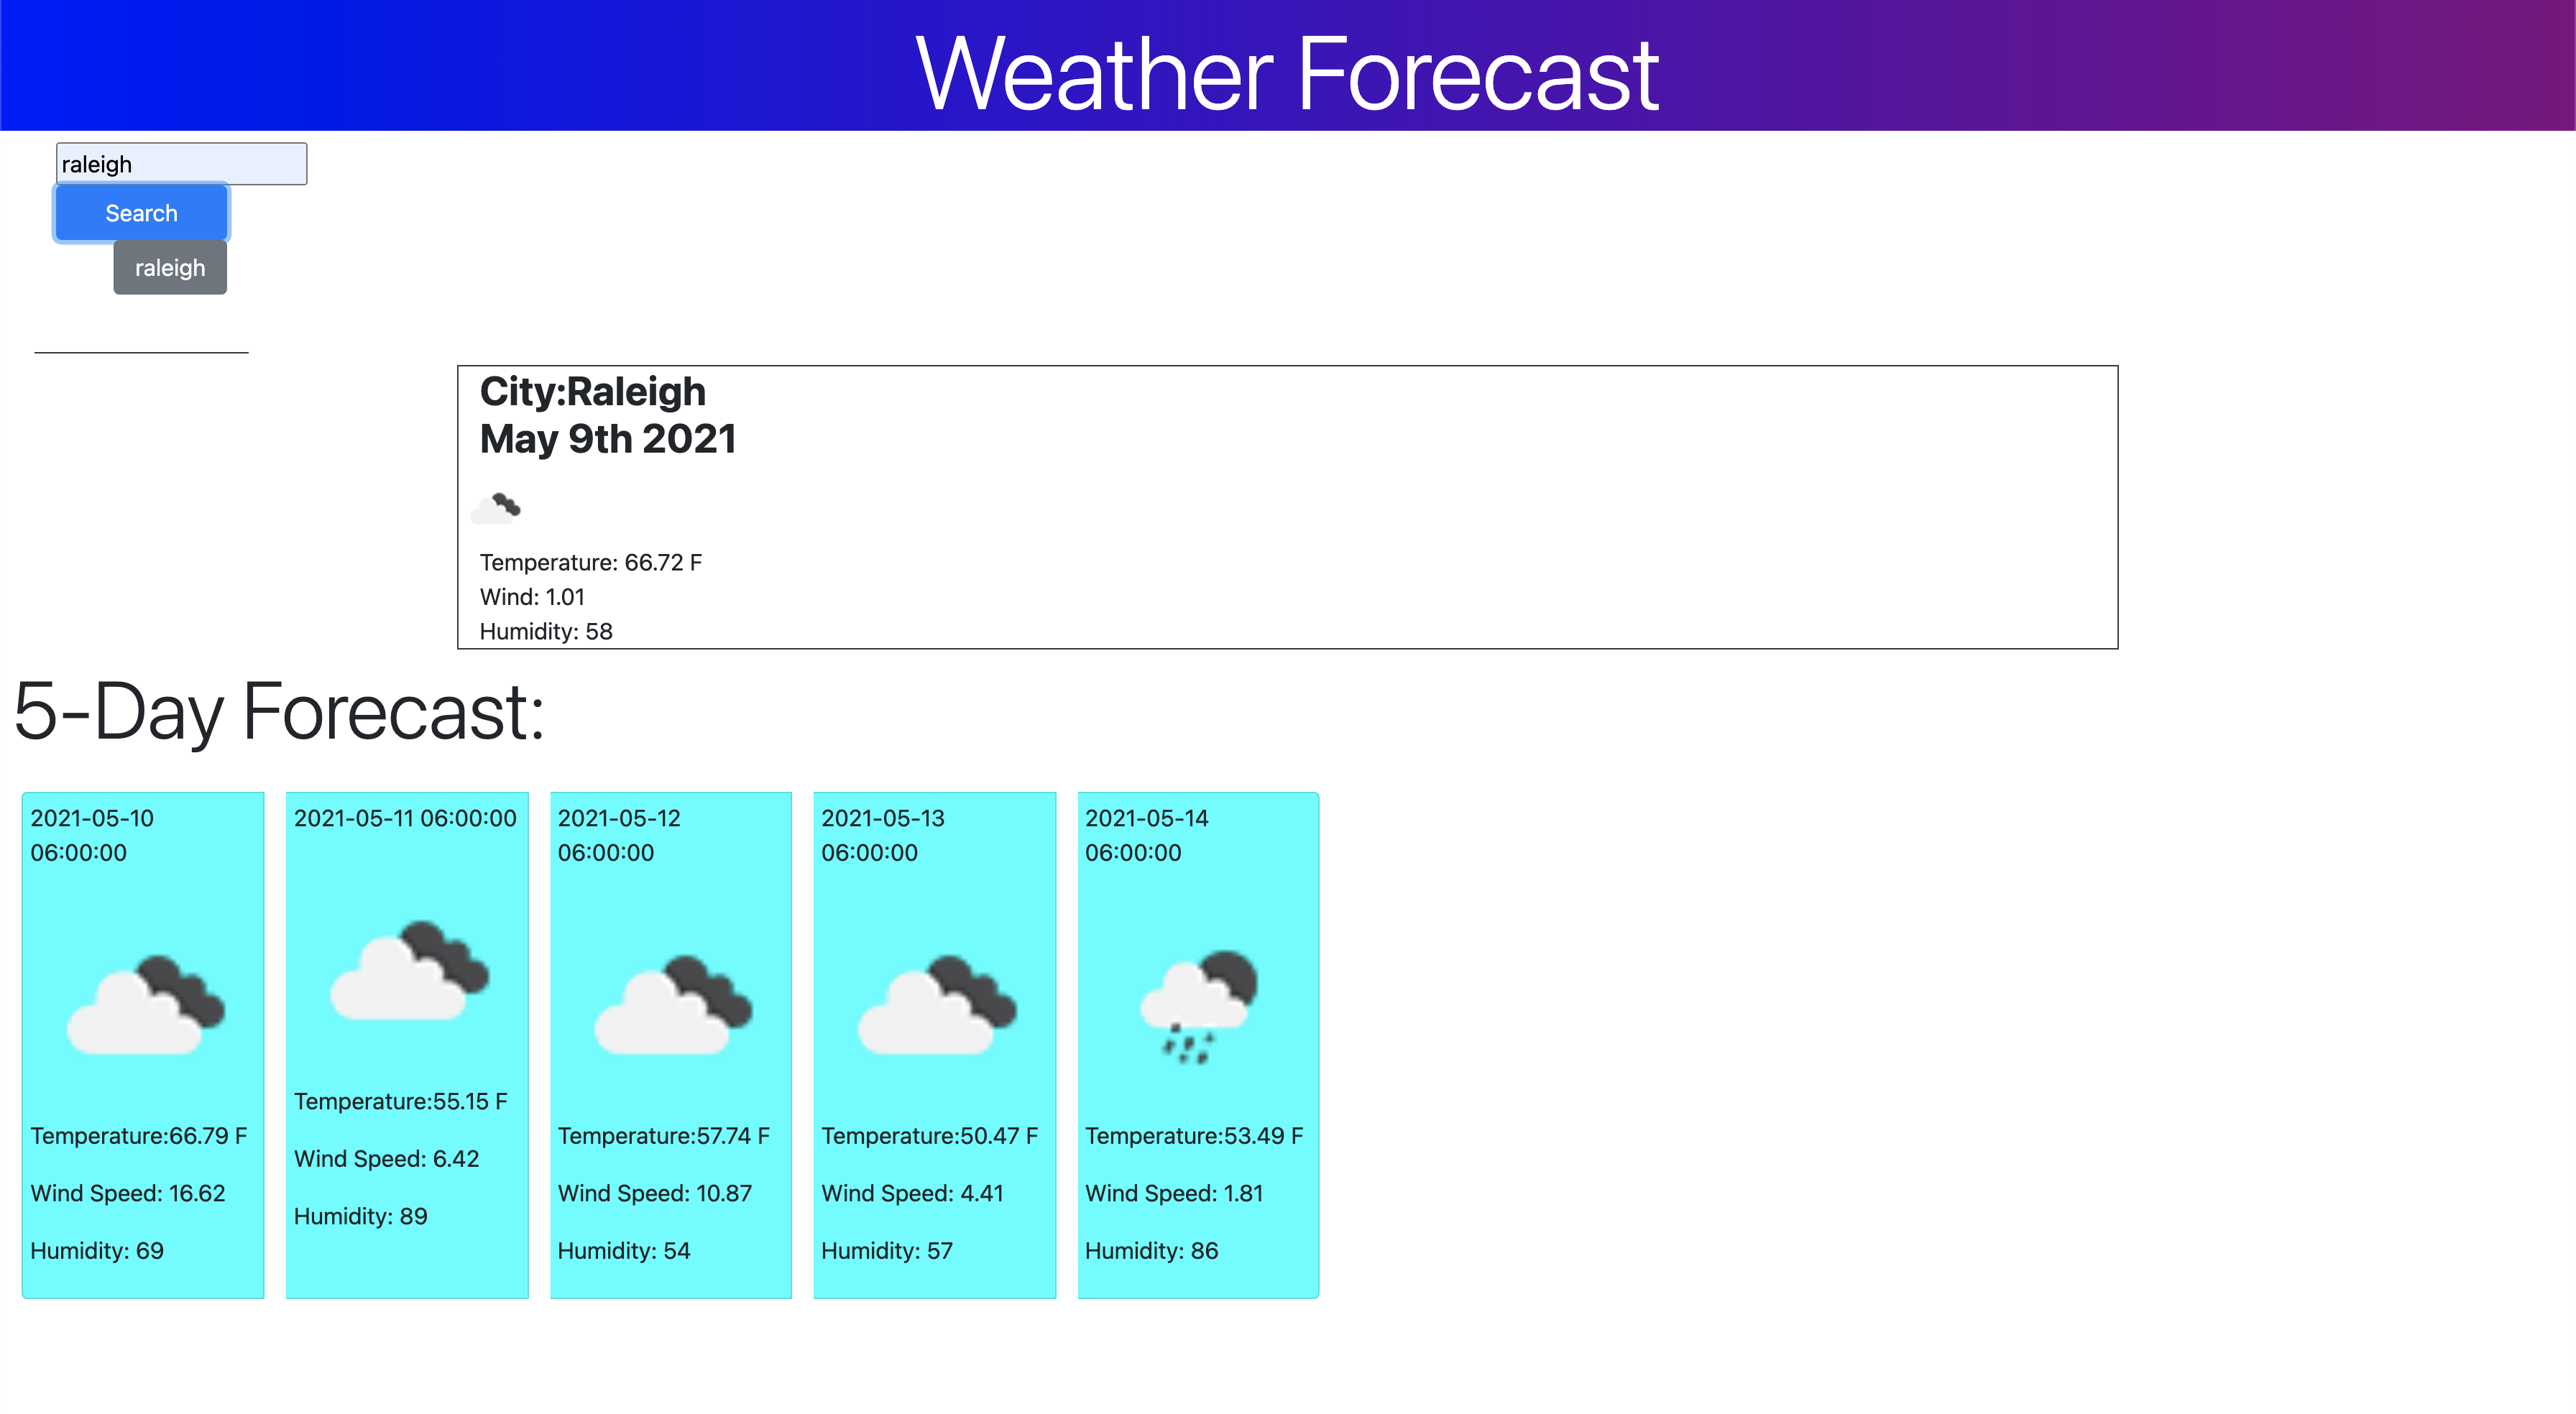 Weather Forecast
raleigh
Search
raleigh
City:Raleigh
May 9th 2021
Temperature: 66.72 F
Wind: 1.01
Humidity: 58
5-Day Forecast:
2021-05-10
06:00:00
Temperature:66.79 F
Wind Speed: 16.62
Humidity: 69
2021-05-11 06:00:00
Temperature:55.15 F
Wind Speed: 6.42
Humidity: 89
2021-05-12
06:00:00
Temperature:57.74 F
Wind Speed: 10.87
Humidity: 54
2021-05-13
06:00:00
Temperature:50.47 F
Wind Speed: 4.41
Humidity: 57
2021-05-14
06:00:00
Temperature:53.49 F
Wind Speed: 1.81
Humidity: 86